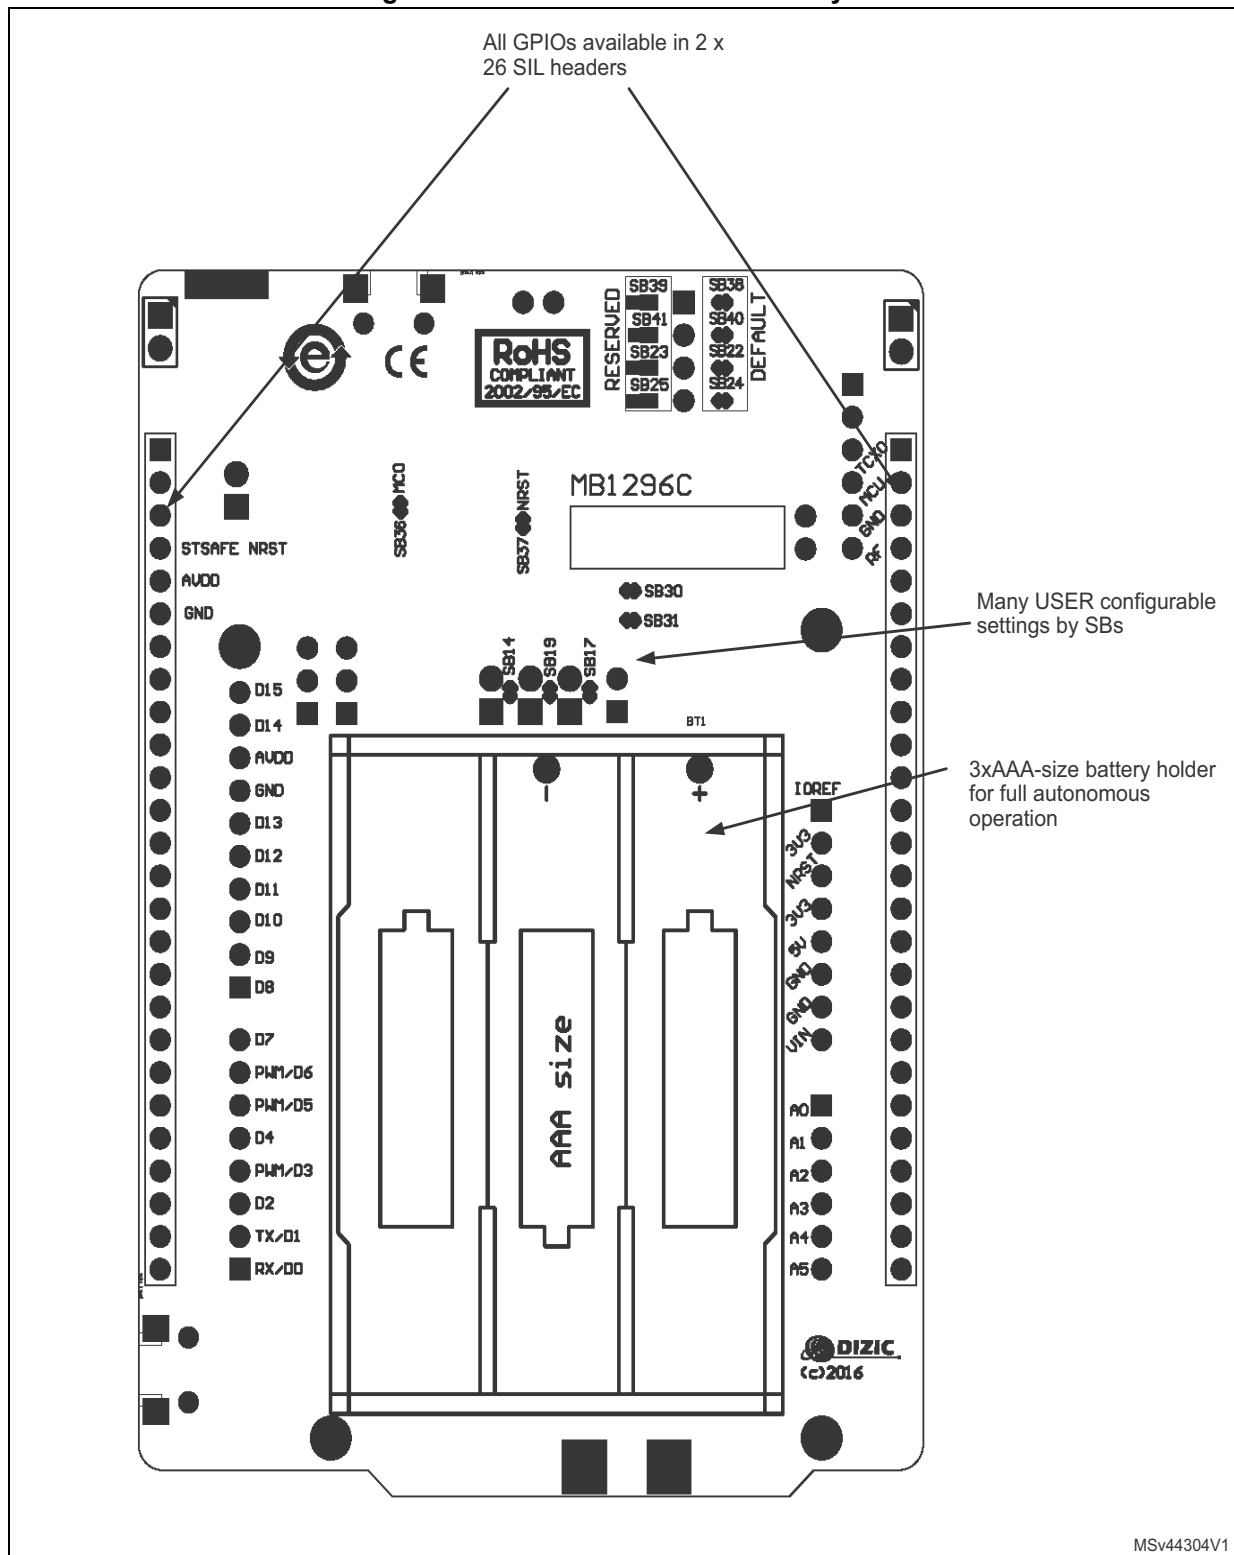 All GPIOs available in 2 x
26 SIL headers
SB39
SB38
SB41
SB40
SB23
SB22
SB25
SB24
RESERVED
DEFAULT
e
CE
RoHS
COMPLIANT
2002/95/EC
TCXO
MCU
GND
RF
SB36
MCO
SB37
NRST
MB1296C
STSAFE NRST
AVDD
GND
SB30
SB31
Many USER configurable
settings by SBs
SB14
SB19
SB17
D15
D14
AVDD
GND
D13
D12
D11
D10
D9
D8
D7
PWM/D6
PWM/D5
D4
PWM/D3
D2
TX/D1
RX/D0
BT1
-
+
AAA size
3xAAA-size battery holder
for full autonomous
operation
IOREF
3V3
NRST
3V3
5V
GND
GND
VIN
A0
A1
A2
A3
A4
A5
DIZIC
(c)2016
MSv44304V1